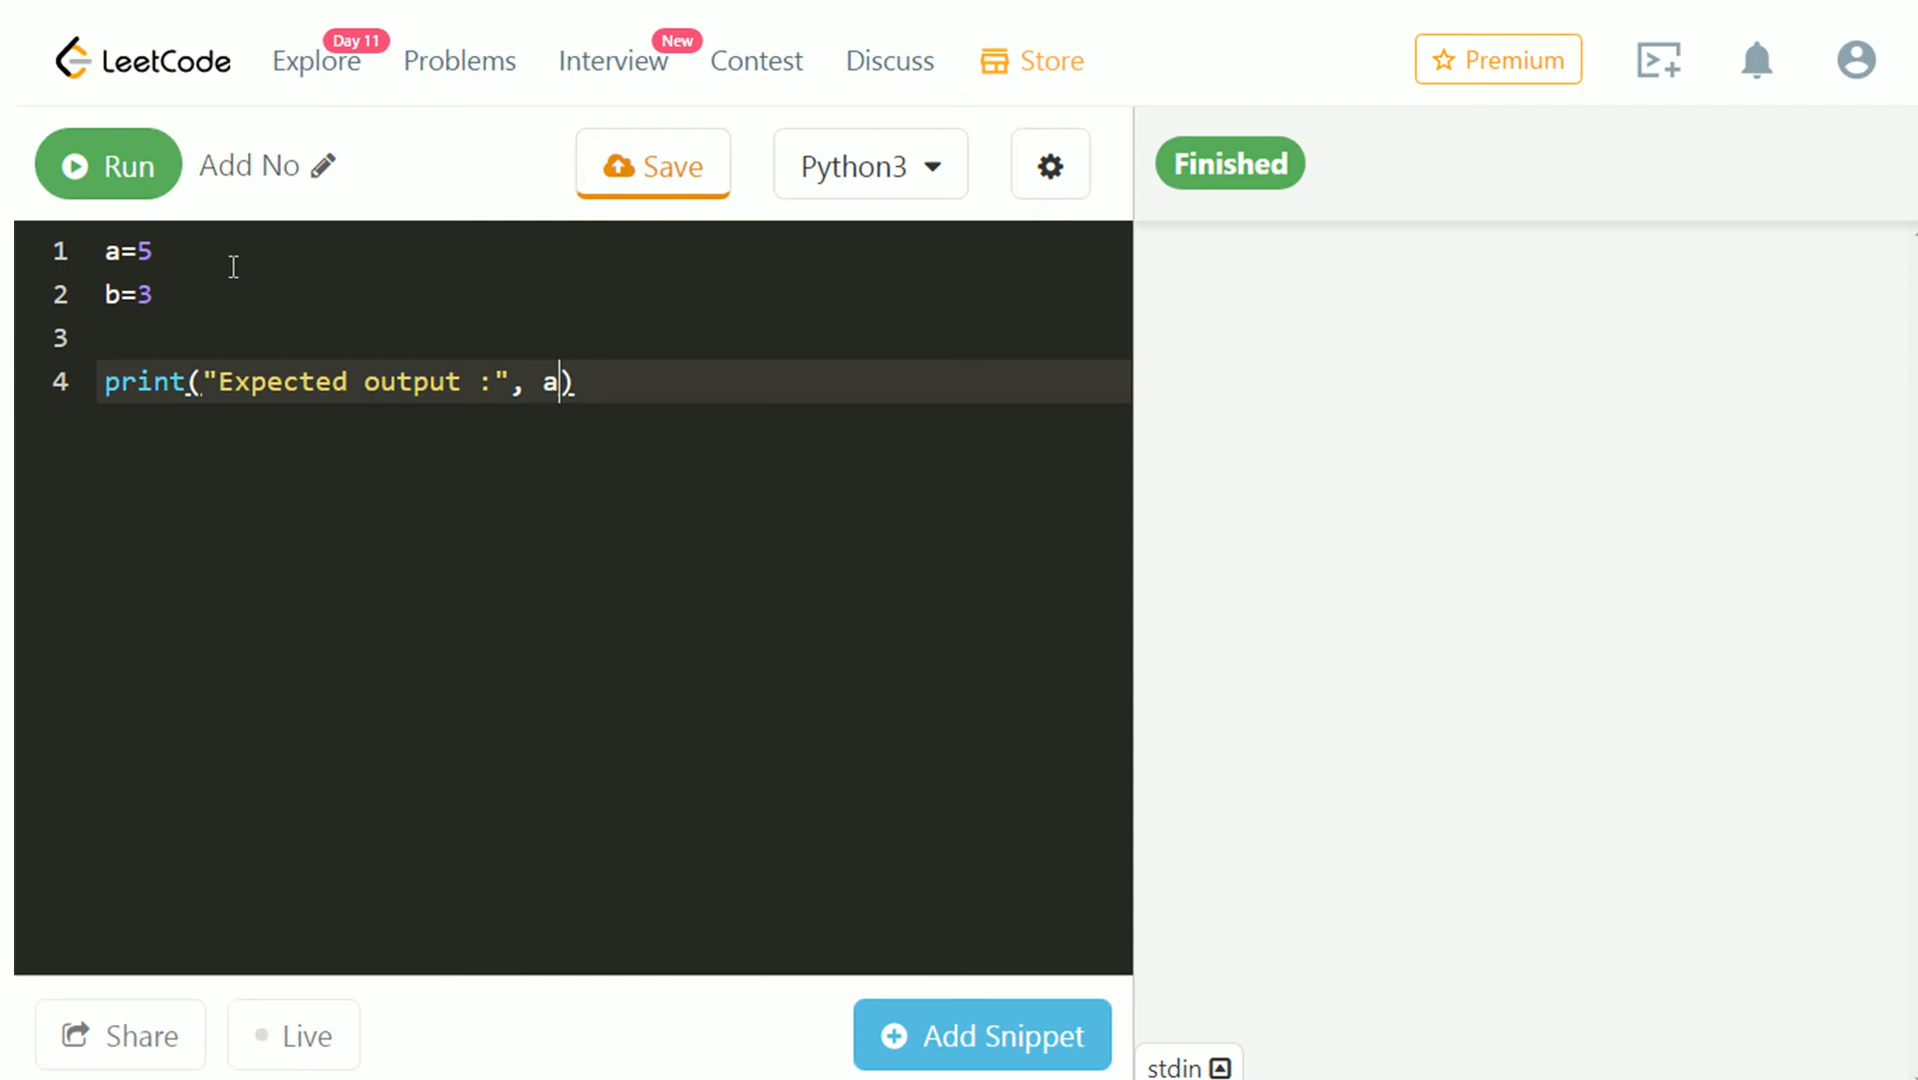 LeetCode Explore Day 11 Problems Interview New Contest Discuss Store Premium
Run Add No Save Python3 Finished
1 a=5
2 b=3
3
4 print("Expected output :", a)
Share Live Add Snippet
stdin